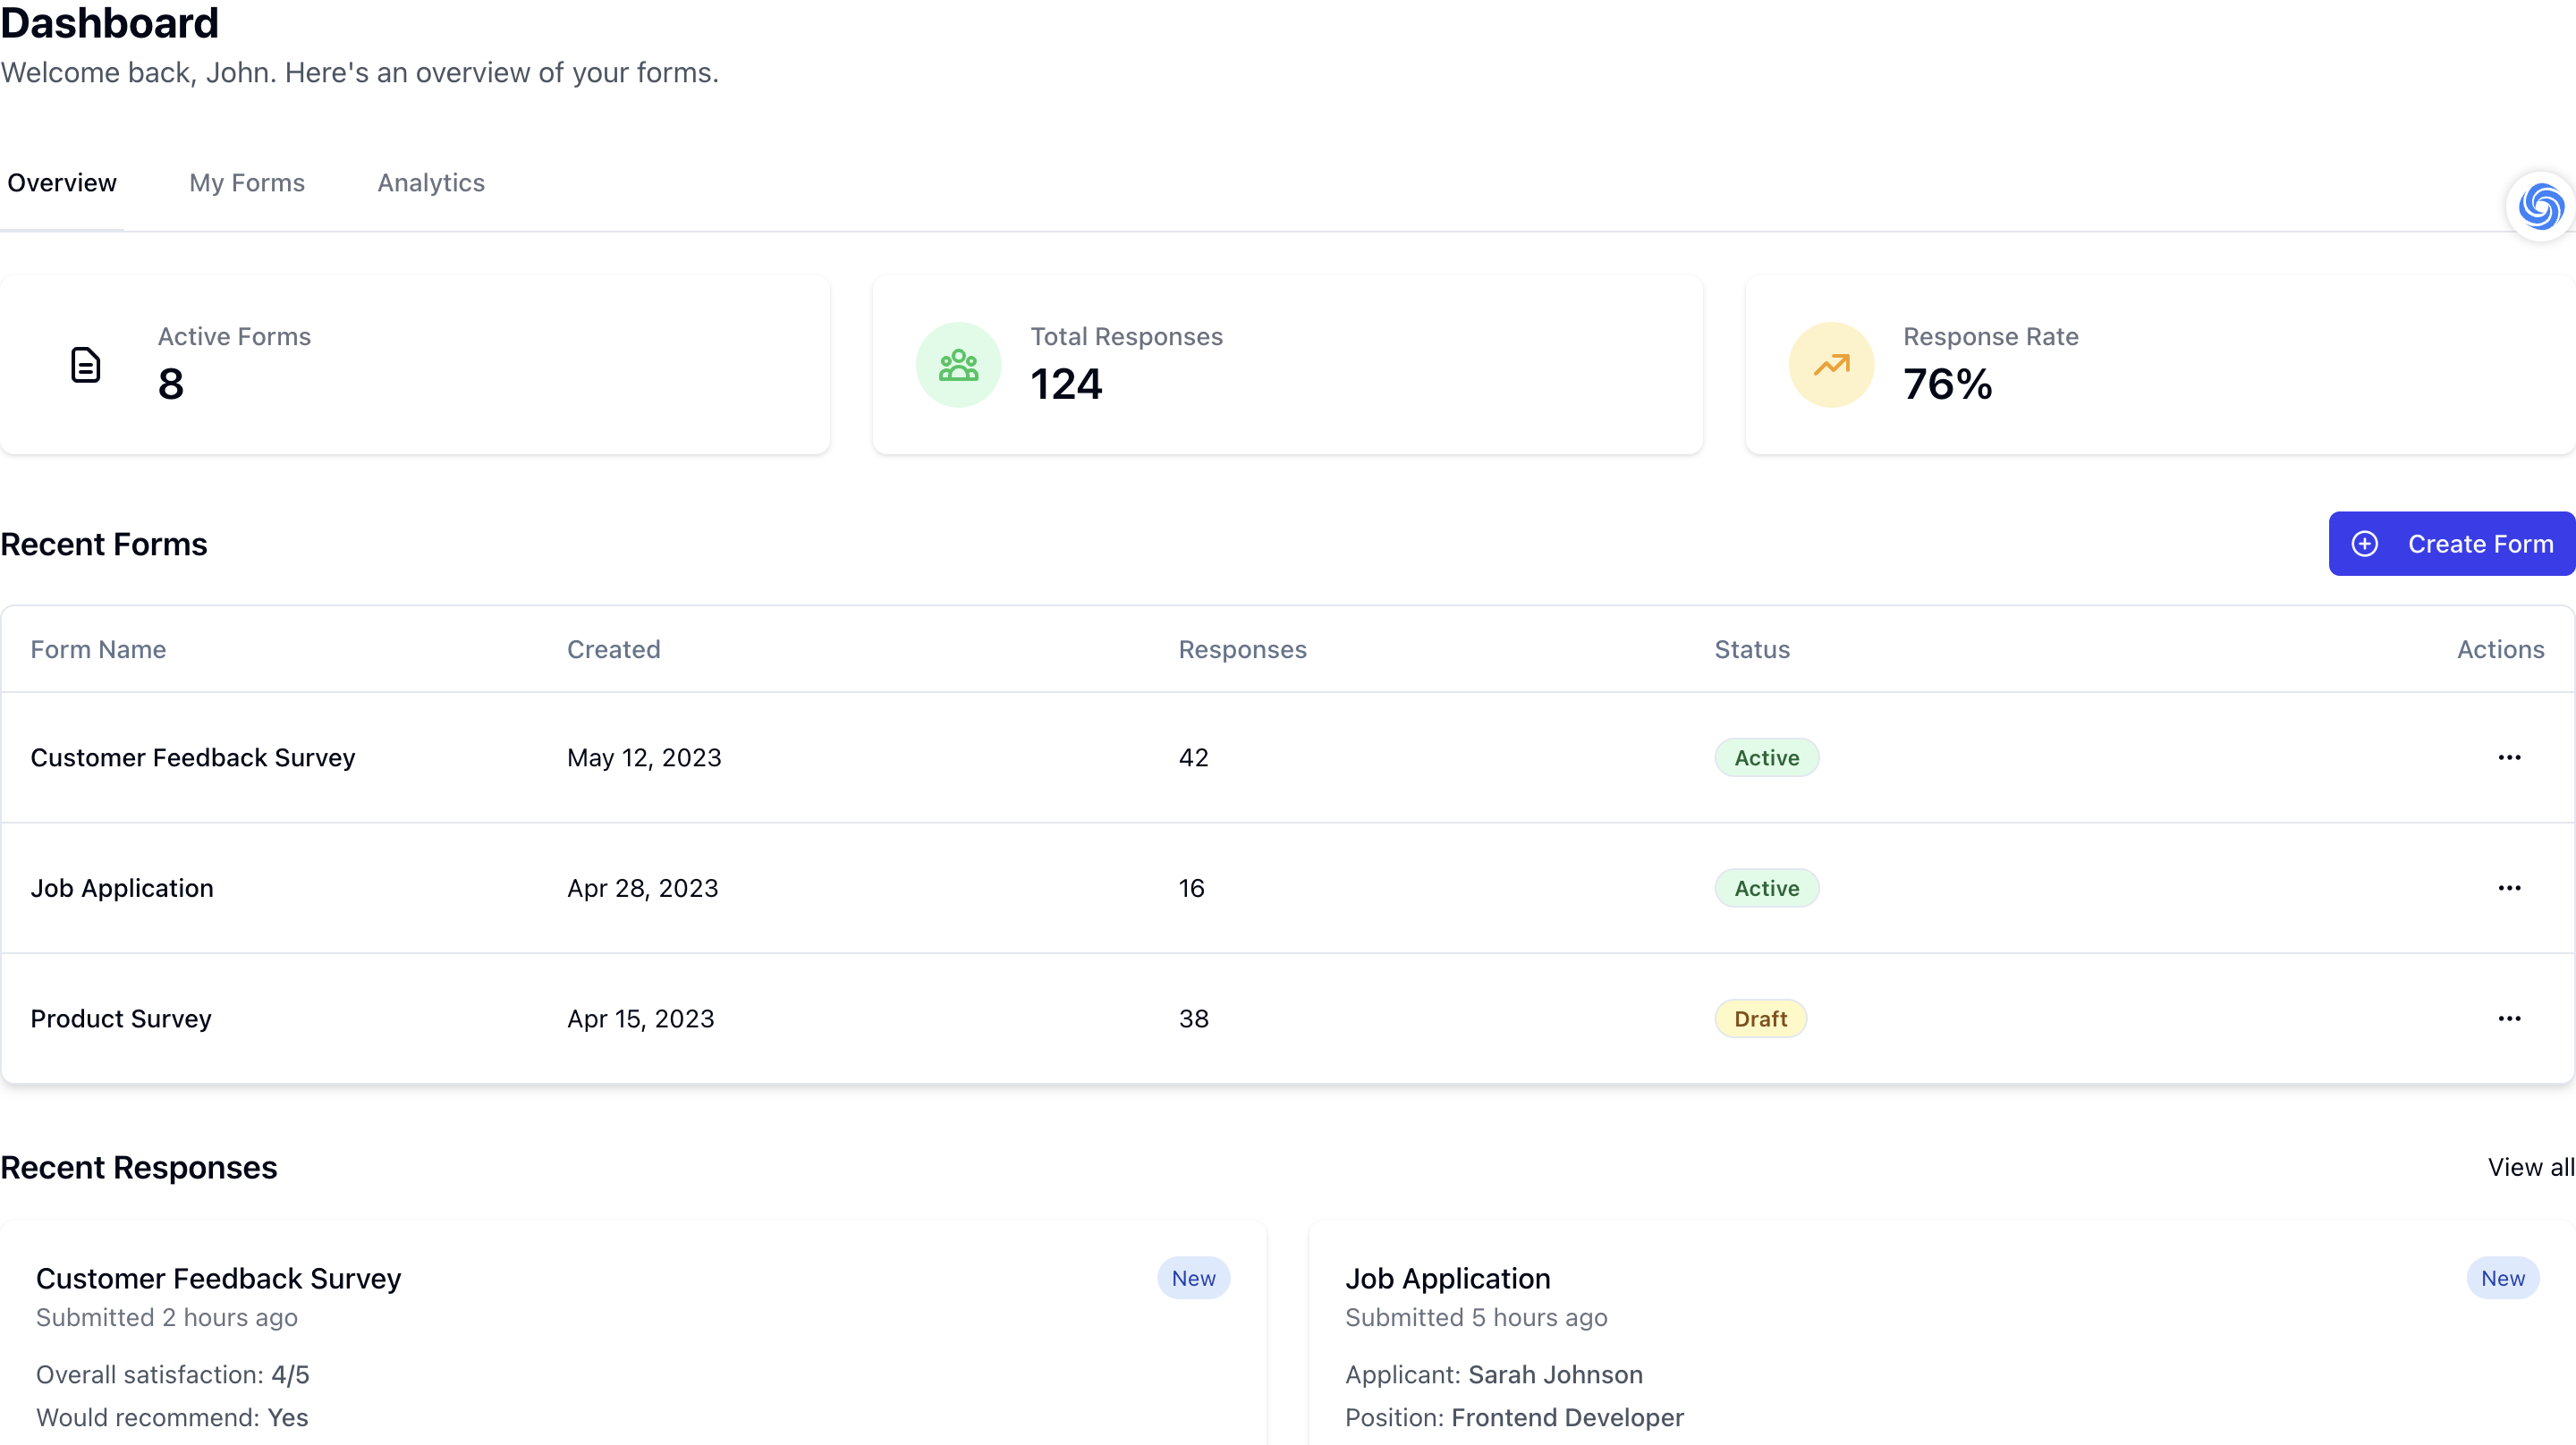 Dashboard
Welcome back, John. Here's an overview of your forms.
Overview My Forms Analytics
Active Forms
8
Total Responses
124
Response Rate
76%
Recent Forms
Create Form
Form Name Created Responses Status Actions
Customer Feedback Survey May 12, 2023 42 Active
Job Application Apr 28, 2023 16 Active
Product Survey Apr 15, 2023 38 Draft
Recent Responses
View all
Customer Feedback Survey
New
Submitted 2 hours ago
Overall satisfaction: 4/5
Would recommend: Yes
Job Application
New
Submitted 5 hours ago
Applicant: Sarah Johnson
Position: Frontend Developer